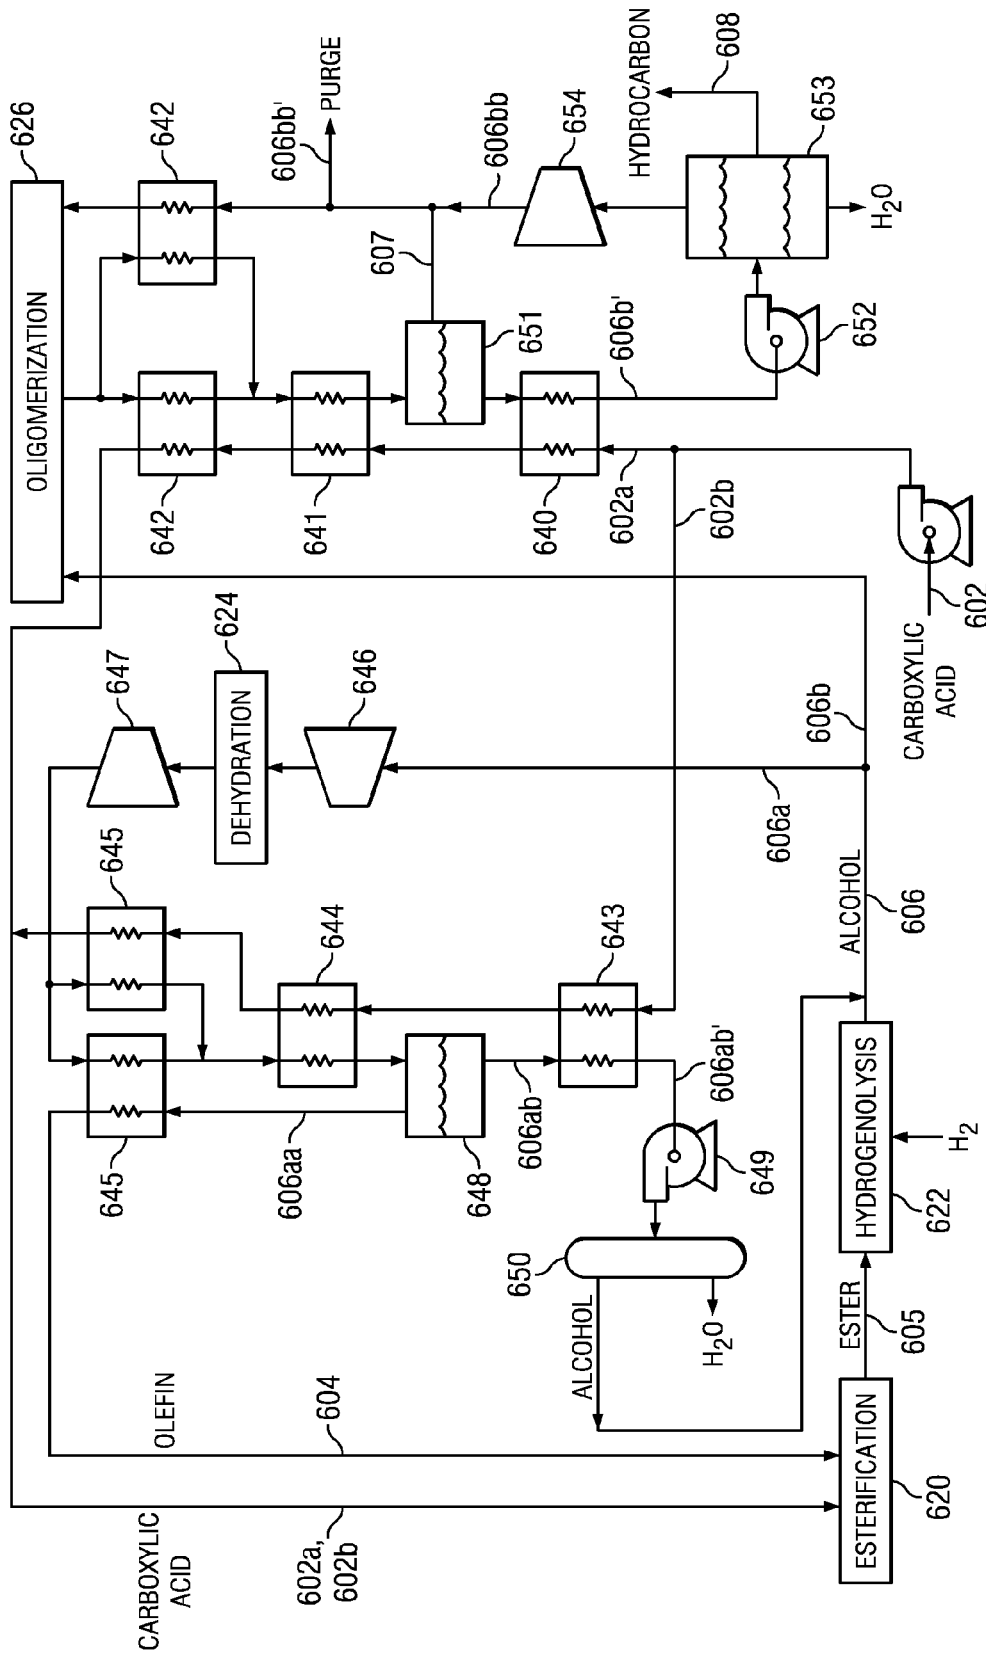 CARBOXYLIC
ACID
OLEFIN
602a,
602b
604
645
606aa
648
606ab
643
606ab'
649
650
ALCOHOL
H2O
645
644
647
DEHYDRATION
624
646
606a
OLIGOMERIZATION
626
642
642
641
607
651
606bb'
PURGE
606bb
654
640
602a
602b
606b'
652
HYDROCARBON
608
653
H2O
ESTERIFICATION
620
ESTER
605
HYDROGENOLYSIS
622
H2
ALCOHOL
606
606b
CARBOXYLIC
ACID
602